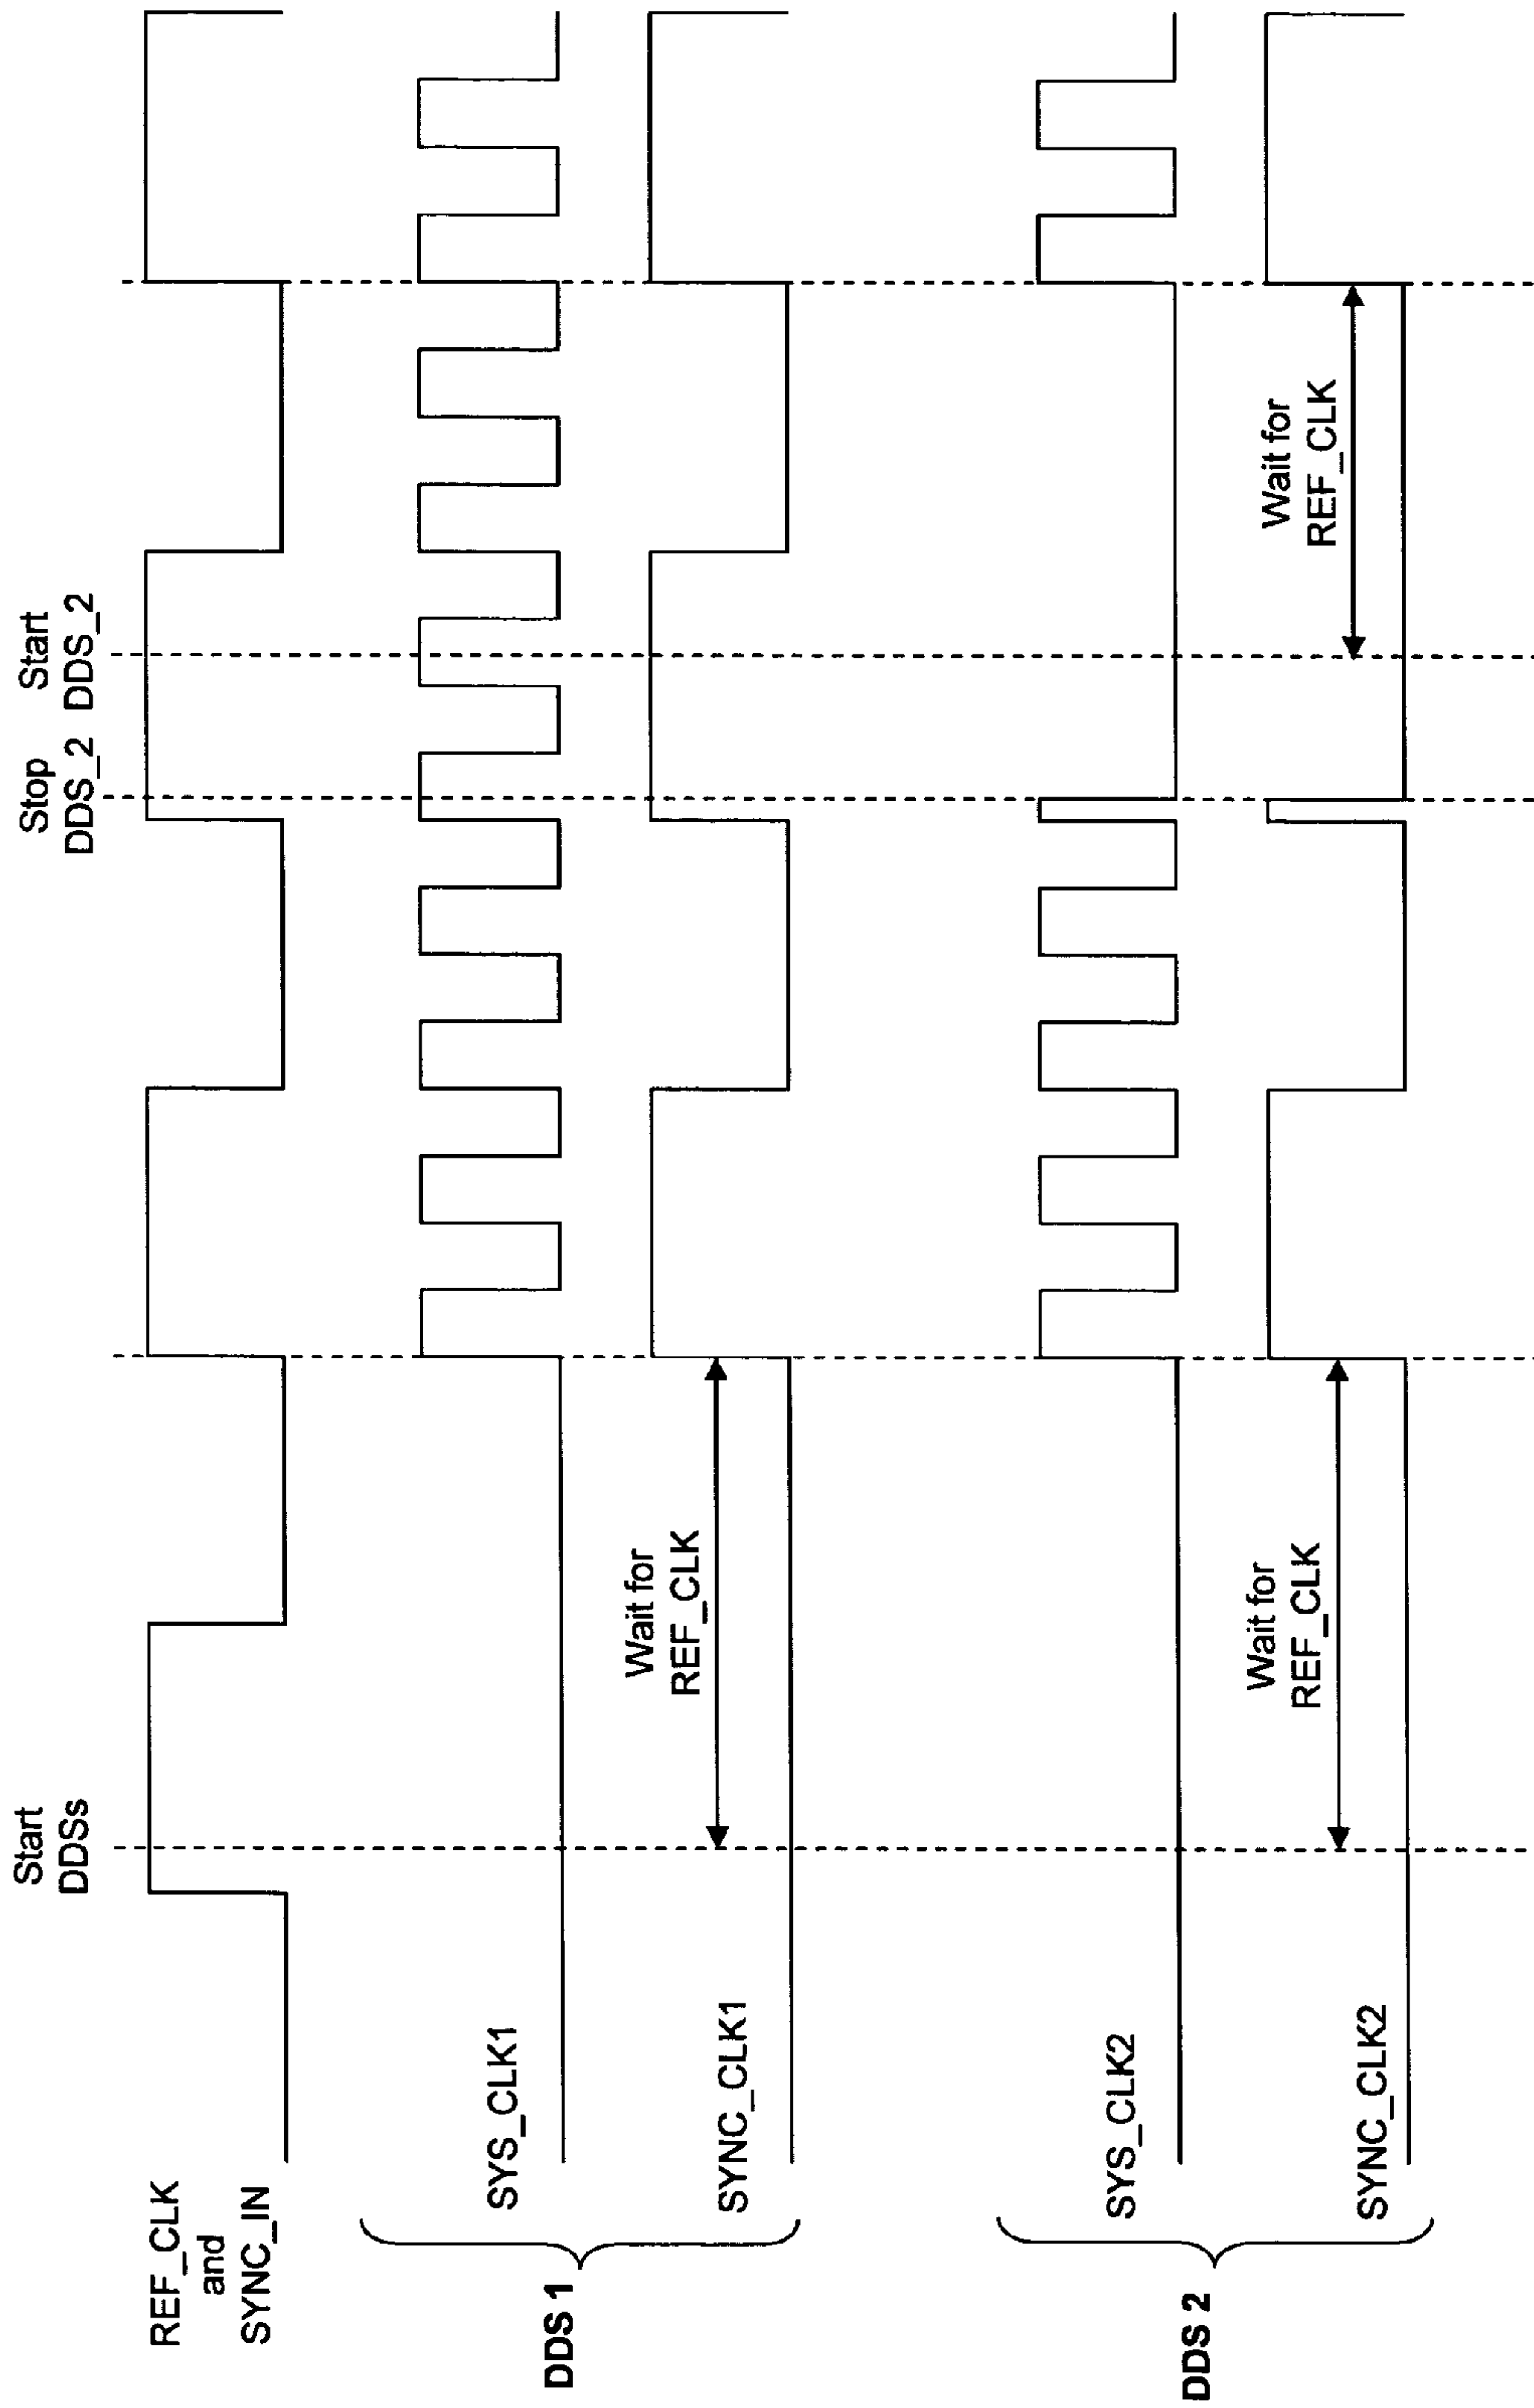 Start
DDSs
Stop
DDS_2
Start
DDS_2
REF_CLK
and
SYNC_IN
SYS_CLK1
Wait for
REF_CLK
SYNC_CLK1
DDS 1
SYS_CLK2
Wait for
REF_CLK
Wait for
REF_CLK
SYNC_CLK2
DDS 2